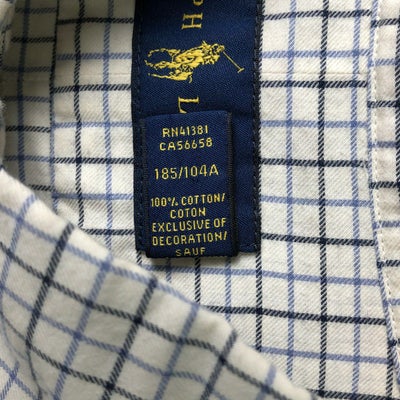 RN41381
CA56658
185/104A
100% COTTON/
COTON
EXCLUSIVE OF
DECORATION/
SAUF